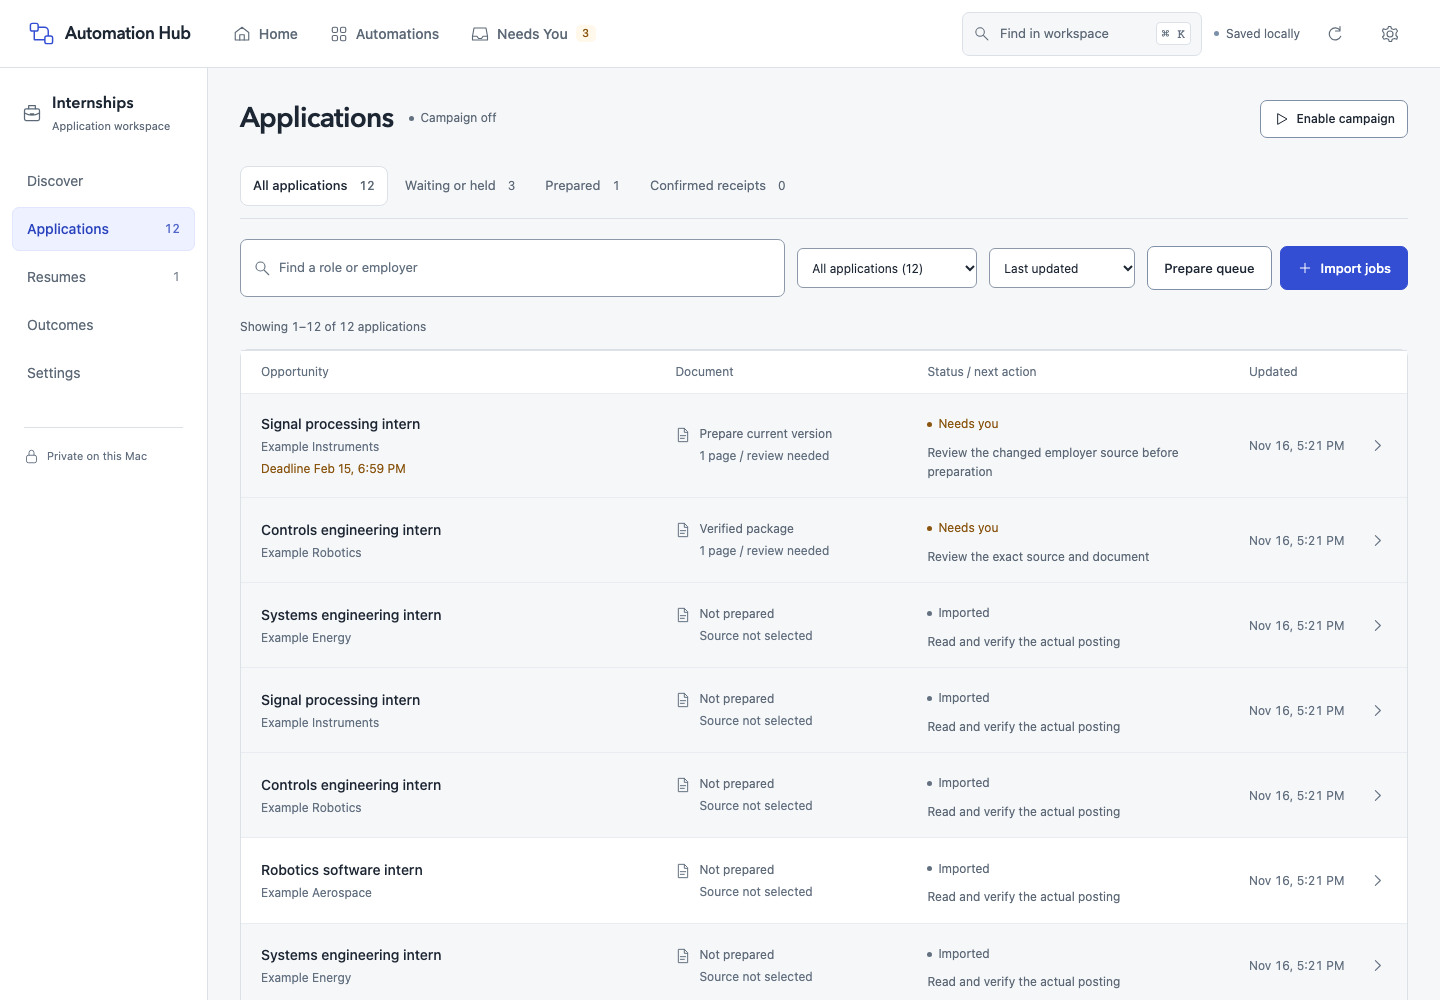 Automation Hub
Home
Automations
Needs You 3
Find in workspace ⌘ K
Saved locally
Internships
Application workspace
Discover
Applications 12
Resumes 1
Outcomes
Settings
Private on this Mac
Applications
Campaign off
Enable campaign
All applications 12
Waiting or held 3
Prepared 1
Confirmed receipts 0
Find a role or employer
All applications (12)
Last updated
Prepare queue
Import jobs
Showing 1–12 of 12 applications
Opportunity Document Status / next action Updated
Signal processing intern
Example Instruments
Deadline Feb 15, 6:59 PM
Prepare current version
1 page / review needed
Needs you
Review the changed employer source before
preparation
Nov 16, 5:21 PM
Controls engineering intern
Example Robotics
Verified package
1 page / review needed
Needs you
Review the exact source and document
Nov 16, 5:21 PM
Systems engineering intern
Example Energy
Not prepared
Source not selected
Imported
Read and verify the actual posting
Nov 16, 5:21 PM
Signal processing intern
Example Instruments
Not prepared
Source not selected
Imported
Read and verify the actual posting
Nov 16, 5:21 PM
Controls engineering intern
Example Robotics
Not prepared
Source not selected
Imported
Read and verify the actual posting
Nov 16, 5:21 PM
Robotics software intern
Example Aerospace
Not prepared
Source not selected
Imported
Read and verify the actual posting
Nov 16, 5:21 PM
Systems engineering intern
Example Energy
Not prepared
Source not selected
Imported
Read and verify the actual posting
Nov 16, 5:21 PM